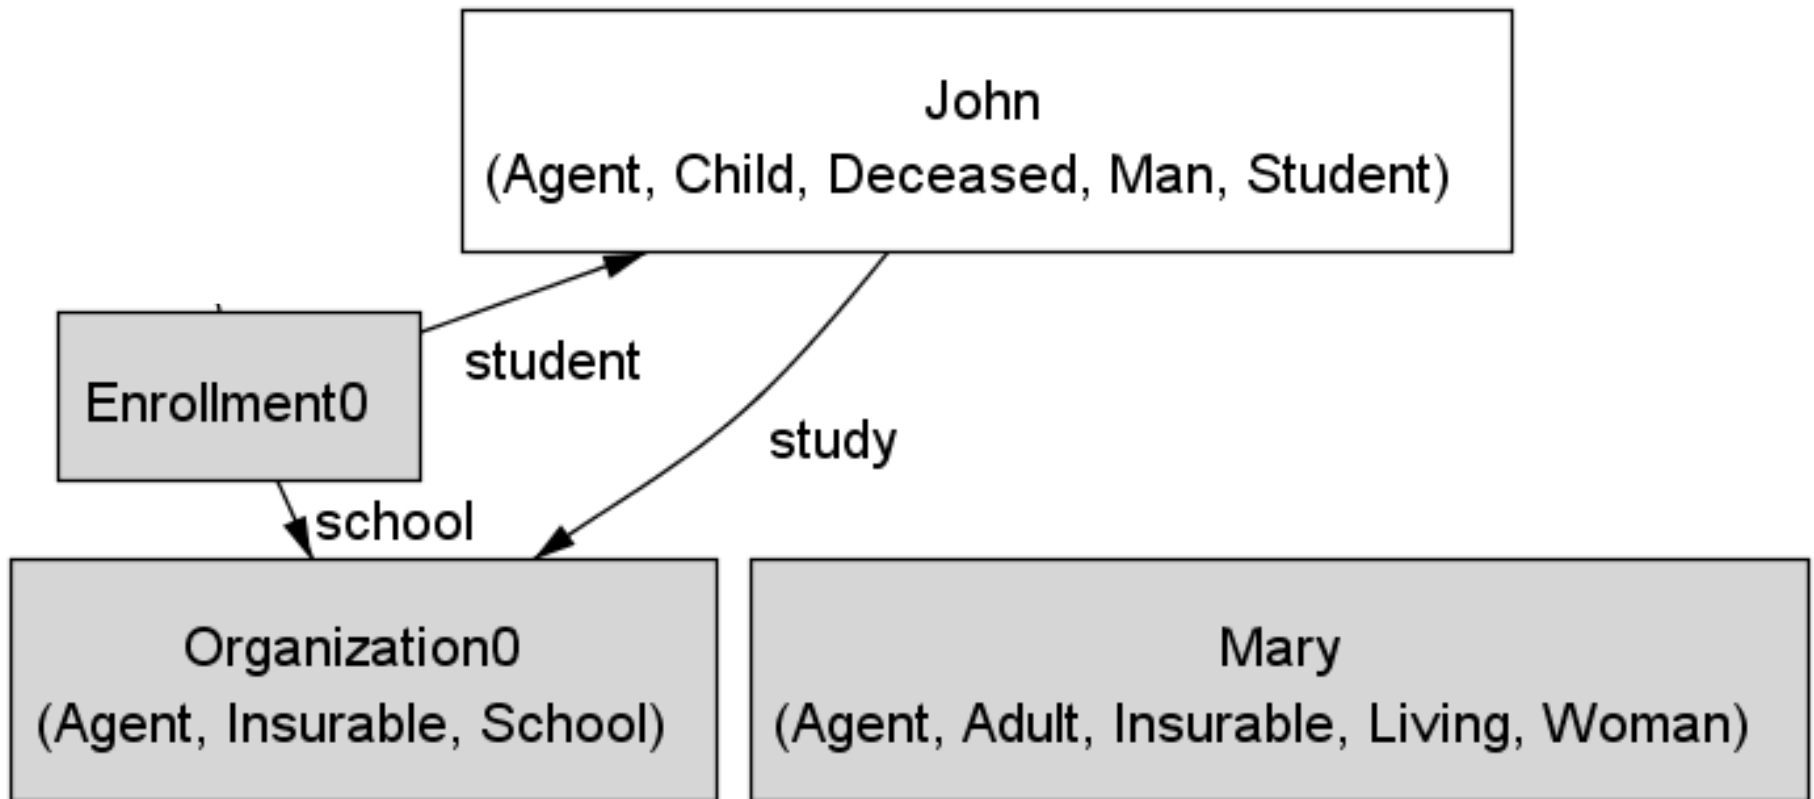 John
(Agent, Child, Deceased, Man, Student)
student
Enrollment0
study
school
Organization0
(Agent, Insurable, School)
Mary
(Agent, Adult, Insurable, Living, Woman)